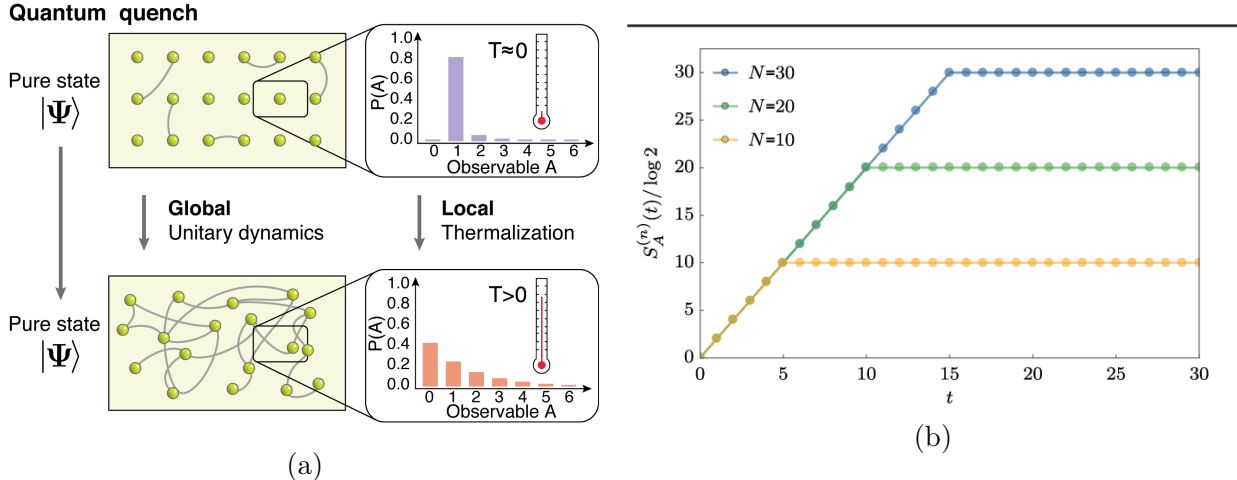 Quantum quench
Pure state
|Ψ⟩
T≈0
P(A)
1.0
0.8
0.6
0.4
0.2
0.0
0 1 2 3 4 5 6
Observable A
Global
Unitary dynamics
Local
Thermalization
Pure state
|Ψ⟩
T>0
P(A)
1.0
0.8
0.6
0.4
0.2
0.0
0 1 2 3 4 5 6
Observable A
(a)
N=30
N=20
N=10
S_A^{(n)}(t)/ log 2
30
25
20
15
10
5
0
0 5 10 15 20 25 30
t
(b)